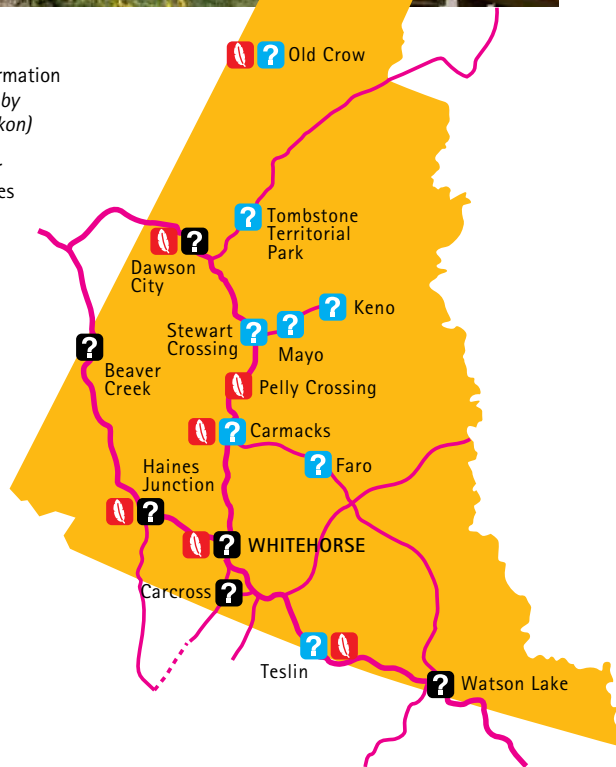 rmation
by
kon)
es
Old Crow
Tombstone
Territorial
Park
Dawson
City
Keno
Stewart
Crossing
Mayo
Beaver
Creek
Pelly Crossing
Carmacks
Haines
Junction
Faro
WHITEHORSE
Carcross
Teslin
Watson Lake